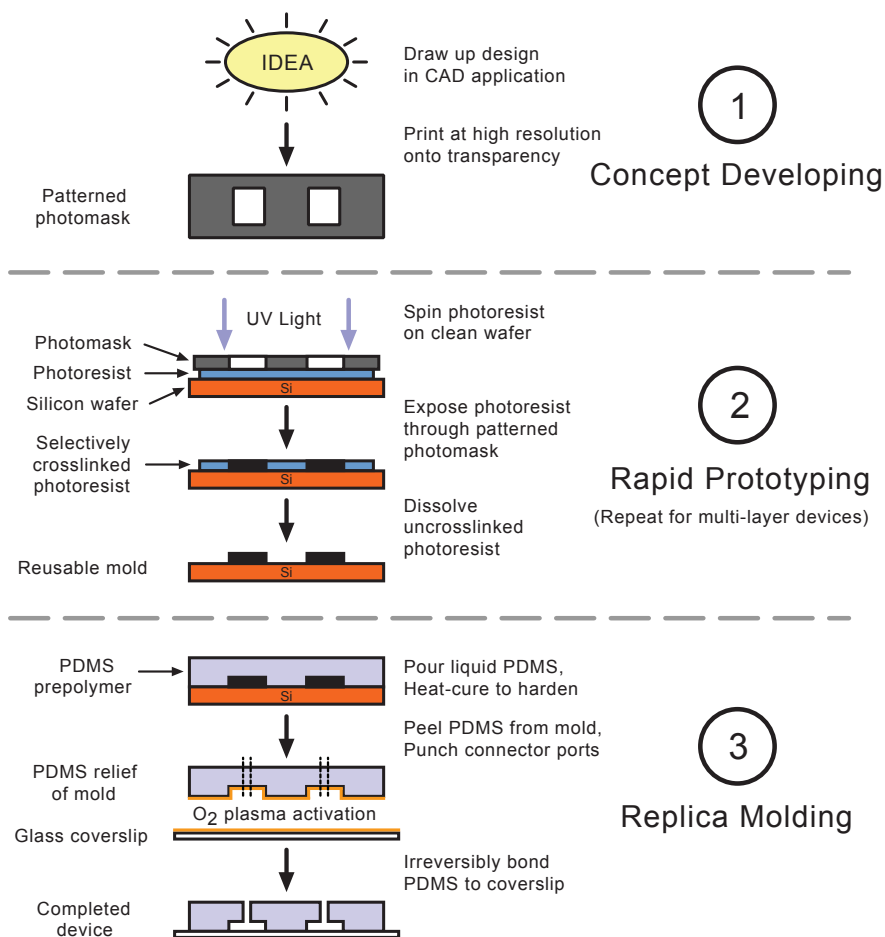 IDEA
Draw up design
in CAD application
Print at high resolution
onto transparency
Patterned
photomask
1
Concept Developing
UV Light
Spin photoresist
on clean wafer
Photomask
Photoresist
Silicon wafer
Si
Expose photoresist
through patterned
photomask
Selectively
crosslinked
photoresist
Si
Dissolve
uncrosslinked
photoresist
Reusable mold
Si
2
Rapid Prototyping
(Repeat for multi-layer devices)
PDMS
prepolymer
Si
Pour liquid PDMS,
Heat-cure to harden
Peel PDMS from mold,
Punch connector ports
PDMS relief
of mold
O2 plasma activation
Glass coverslip
Irreversibly bond
PDMS to coverslip
Completed
device
3
Replica Molding